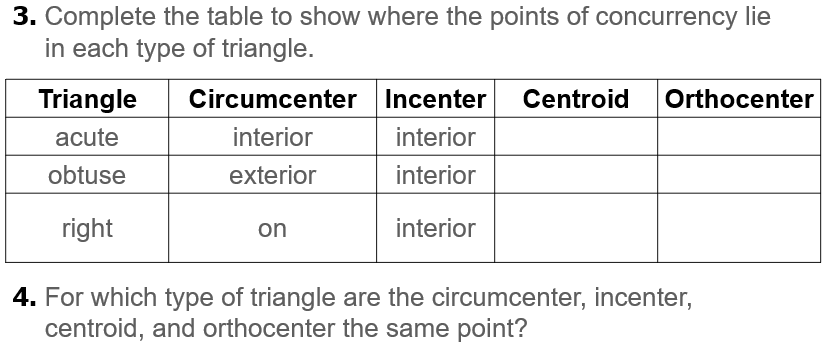 3. Complete the table to show where the points of concurrency lie
in each type of triangle.
Triangle Circumcenter Incenter Centroid Orthocenter
acute interior interior
obtuse exterior interior
right on interior
4. For which type of triangle are the circumcenter, incenter,
centroid, and orthocenter the same point?